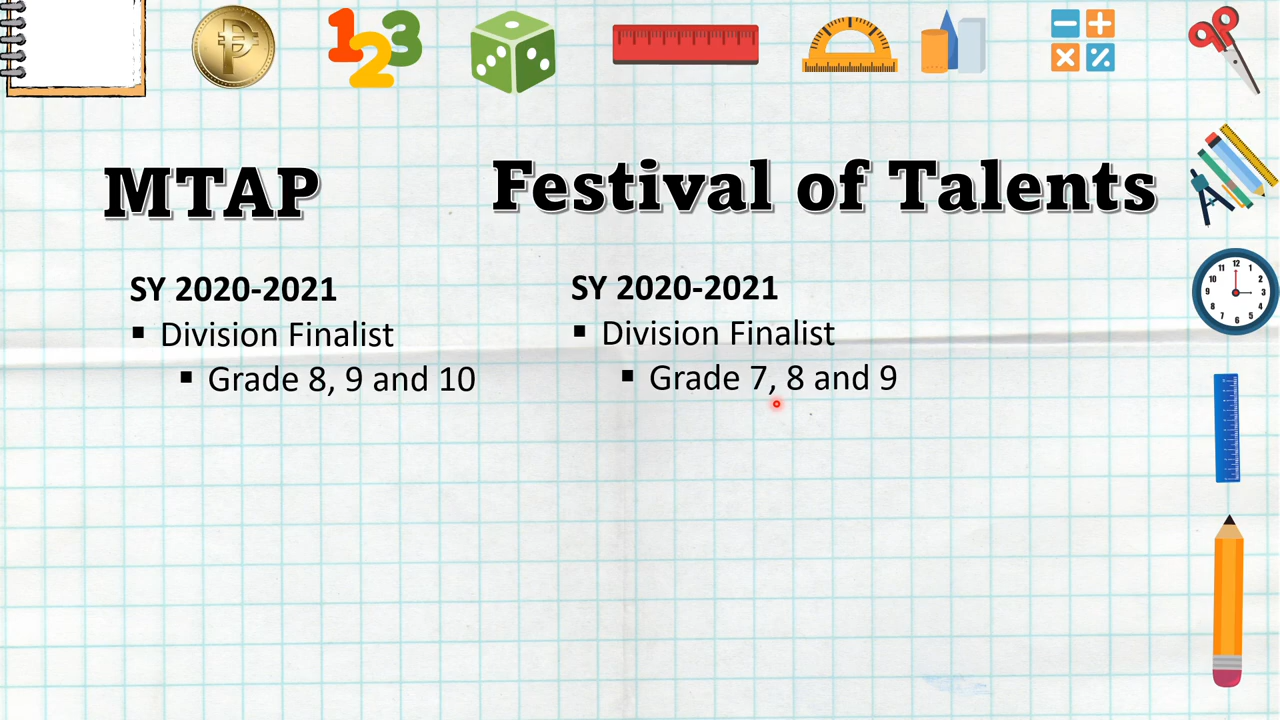 MTAP
SY 2020-2021
Division Finalist
Grade 8, 9 and 10
Festival of Talents
SY 2020-2021
Division Finalist
Grade 7, 8 and 9